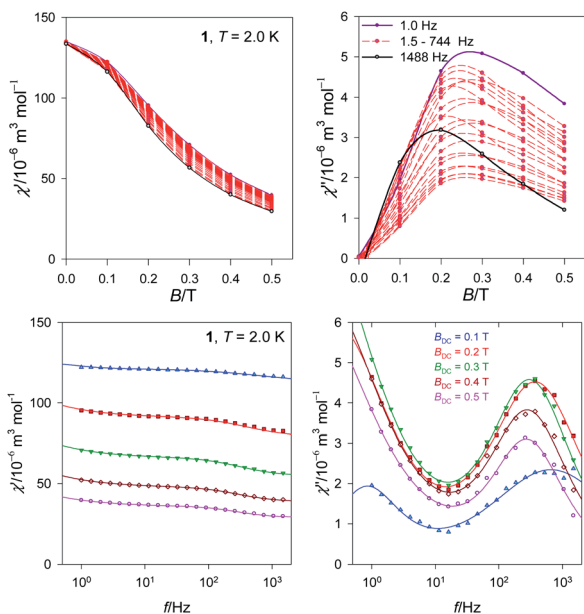 150
100
50
0
0.0 0.1 0.2 0.3 0.4 0.5
B/T
χ'/10⁻⁶ m³ mol⁻¹
1, T = 2.0 K
6
5
4
3
2
1
0
0.0 0.1 0.2 0.3 0.4 0.5
B/T
χ''/10⁻⁶ m³ mol⁻¹
1.0 Hz
1.5 - 744 Hz
1488 Hz
150
100
50
0
10⁰ 10¹ 10² 10³
f/Hz
χ'/10⁻⁶ m³ mol⁻¹
1, T = 2.0 K
6
5
4
3
2
1
0
10⁰ 10¹ 10² 10³
f/Hz
χ''/10⁻⁶ m³ mol⁻¹
B_DC = 0.1 T
B_DC = 0.2 T
B_DC = 0.3 T
B_DC = 0.4 T
B_DC = 0.5 T